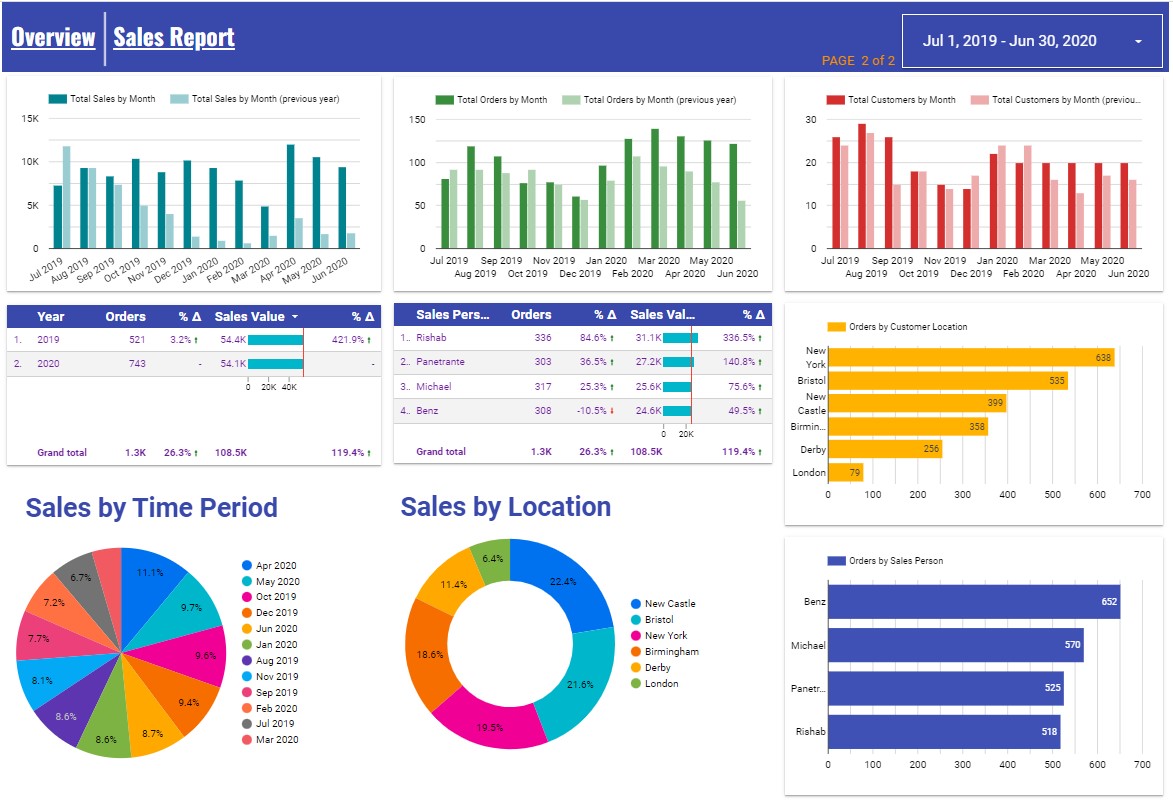 Overview Sales Report
PAGE 2 of 2
Jul 1, 2019 - Jun 30, 2020
Total Sales by Month Total Sales by Month (previous year)
15K
10K
5K
0
Jul 2019 Aug 2019 Sep 2019 Oct 2019 Nov 2019 Dec 2019 Jan 2020 Feb 2020 Mar 2020 Apr 2020 May 2020 Jun 2020
Total Orders by Month Total Orders by Month (previous year)
150
100
50
0
Jul 2019 Sep 2019 Nov 2019 Jan 2020 Mar 2020 May 2020
Aug 2019 Oct 2019 Dec 2019 Feb 2020 Apr 2020 Jun 2020
Total Customers by Month Total Customers by Month (previou...
30
20
10
0
Jul 2019 Sep 2019 Nov 2019 Jan 2020 Mar 2020 May 2020
Aug 2019 Oct 2019 Dec 2019 Feb 2020 Apr 2020 Jun 2020
Year Orders % Δ Sales Value % Δ
1. 2019 521 3.2% 54.4K 421.9%
2. 2020 743 - 54.1K -
0 20K 40K
Grand total 1.3K 26.3% 108.5K 119.4%
Sales Pers... Orders % Δ Sales Val... % Δ
1.. Rishab 336 84.6% 31.1K 336.5%
2.. Panetrante 303 36.5% 27.2K 140.8%
3.. Michael 317 25.3% 25.6K 75.6%
4.. Benz 308 -10.5% 24.6K 49.5%
0 20K
Grand total 1.3K 26.3% 108.5K 119.4%
Orders by Customer Location
New York 638
Bristol 535
New Castle 399
Birmin... 358
Derby 256
London 79
0 100 200 300 400 500 600 700
Sales by Time Period
11.1%
9.7%
9.6%
9.4%
8.7%
8.6%
8.6%
8.1%
7.7%
7.2%
6.7%
Apr 2020
May 2020
Oct 2019
Dec 2019
Jun 2020
Jan 2020
Aug 2019
Nov 2019
Sep 2019
Feb 2020
Jul 2019
Mar 2020
Sales by Location
22.4%
21.6%
19.5%
18.6%
11.4%
6.4%
New Castle
Bristol
New York
Birmingham
Derby
London
Orders by Sales Person
Benz 652
Michael 570
Panetr... 525
Rishab 518
0 100 200 300 400 500 600 700